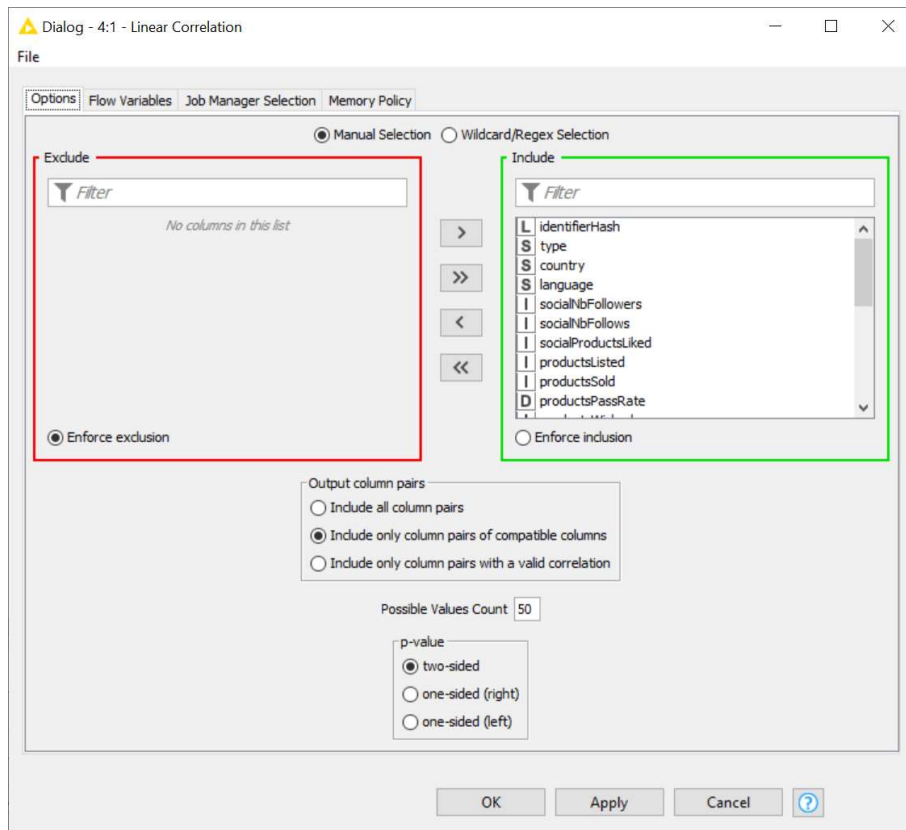 Dialog - 4:1 - Linear Correlation
File
Options Flow Variables Job Manager Selection Memory Policy
Manual Selection Wildcard/Regex Selection
Exclude
Filter
No columns in this list
Enforce exclusion
>
>>
<
<<
Include
Filter
L identifierHash
S type
S country
S language
I socialNbFollowers
I socialNbFollows
I socialProductsLiked
I productsListed
I productsSold
D productsPassRate
Enforce inclusion
Output column pairs
Include all column pairs
Include only column pairs of compatible columns
Include only column pairs with a valid correlation
Possible Values Count 50
p-value
two-sided
one-sided (right)
one-sided (left)
OK Apply Cancel ?